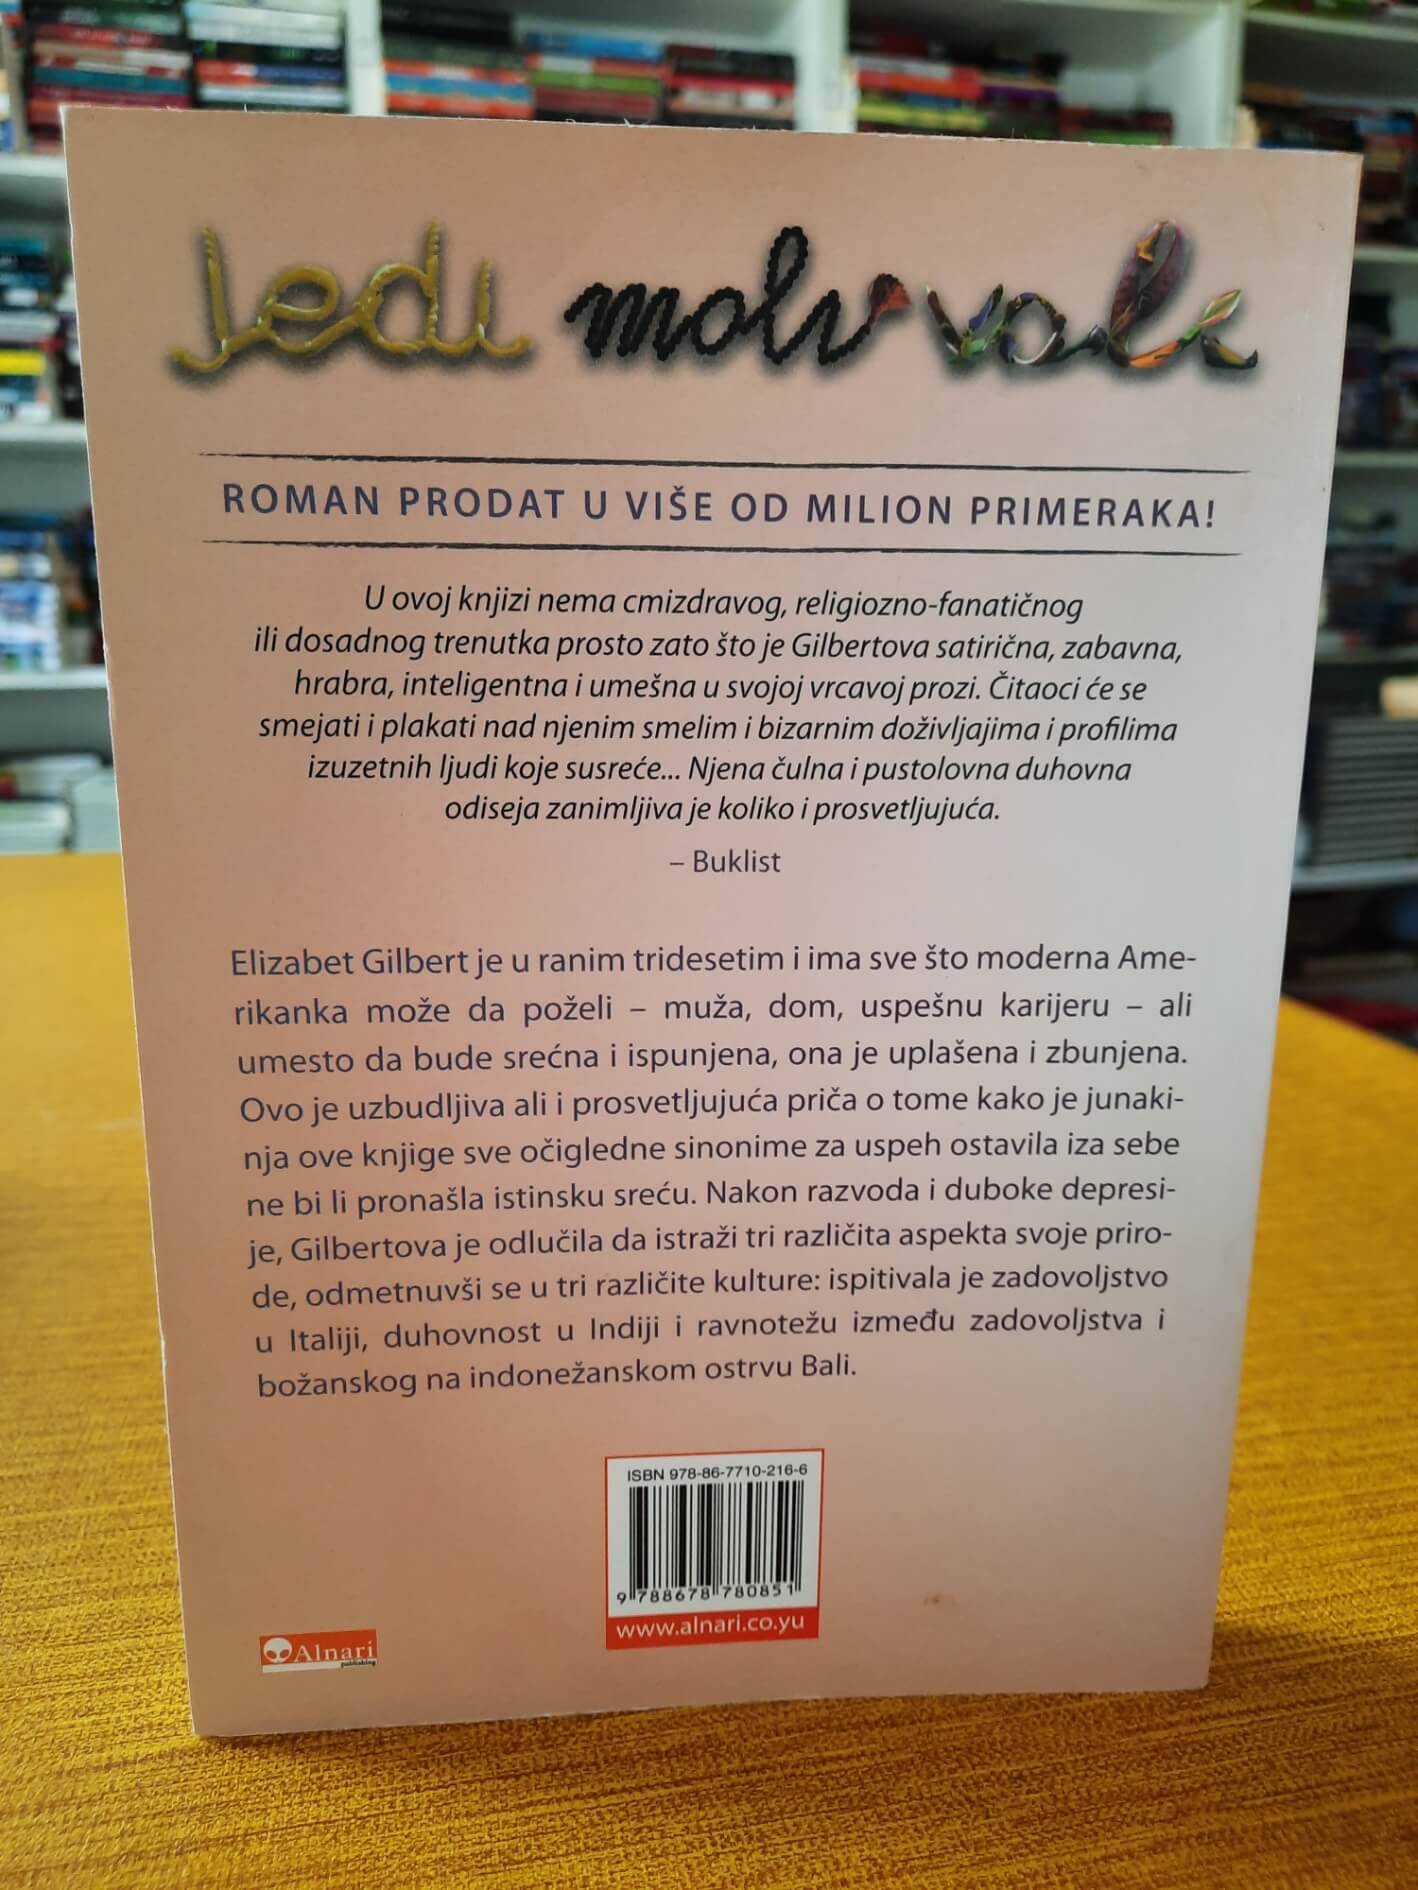 Jedi moli voli
ROMAN PRODAT U VIŠE OD MILION PRIMERAKA!
U ovoj knjizi nema cmizdravog, religiozno-fanatičnog
ili dosadnog trenutka prosto zato što je Gilbertova satirična, zabavna,
hrabra, inteligentna i umešna u svojoj vrcavoj prozi. Čitaoci će se
smejati i plakati nad njenim smelim i bizarnim doživljajima i profilima
izuzetnih ljudi koje susreće... Njena čulna i pustolovna duhovna
odiseja zanimljiva je koliko i prosvetljujuća.
– Buklist
Elizabet Gilbert je u ranim tridesetim i ima sve što moderna Ame-
rikanka može da poželi – muža, dom, uspešnu karijeru – ali
umesto da bude srećna i ispunjena, ona je uplašena i zbunjena.
Ovo je uzbudljiva ali i prosvetljujuća priča o tome kako je junaki-
nja ove knjige sve očigledne sinonime za uspeh ostavila iza sebe
ne bi li pronašla istinsku sreću. Nakon razvoda i duboke depresi-
je, Gilbertova je odlučila da istraži tri različita aspekta svoje priro-
de, odmetnuvši se u tri različite kulture: ispitivala je zadovoljstvo
u Italiji, duhovnost u Indiji i ravnotežu između zadovoljstva i
božanskog na indonežanskom ostrvu Bali.
ISBN 978-86-7710-216-6
9 788678 780851
www.alnari.co.yu
Alnari
publishing